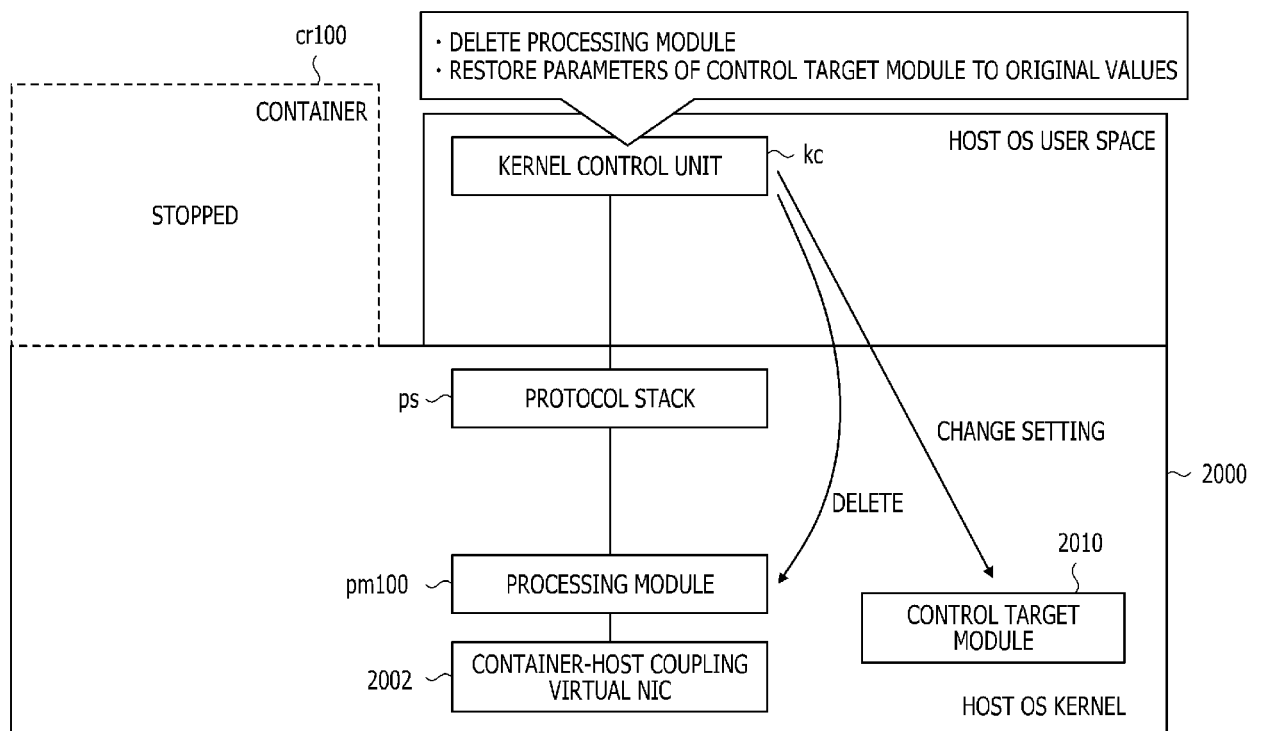 cr100
· DELETE PROCESSING MODULE
· RESTORE PARAMETERS OF CONTROL TARGET MODULE TO ORIGINAL VALUES
CONTAINER
HOST OS USER SPACE
KERNEL CONTROL UNIT
kc
STOPPED
ps
PROTOCOL STACK
CHANGE SETTING
2000
DELETE
2010
pm100
PROCESSING MODULE
CONTROL TARGET
MODULE
2002
CONTAINER-HOST COUPLING
VIRTUAL NIC
HOST OS KERNEL